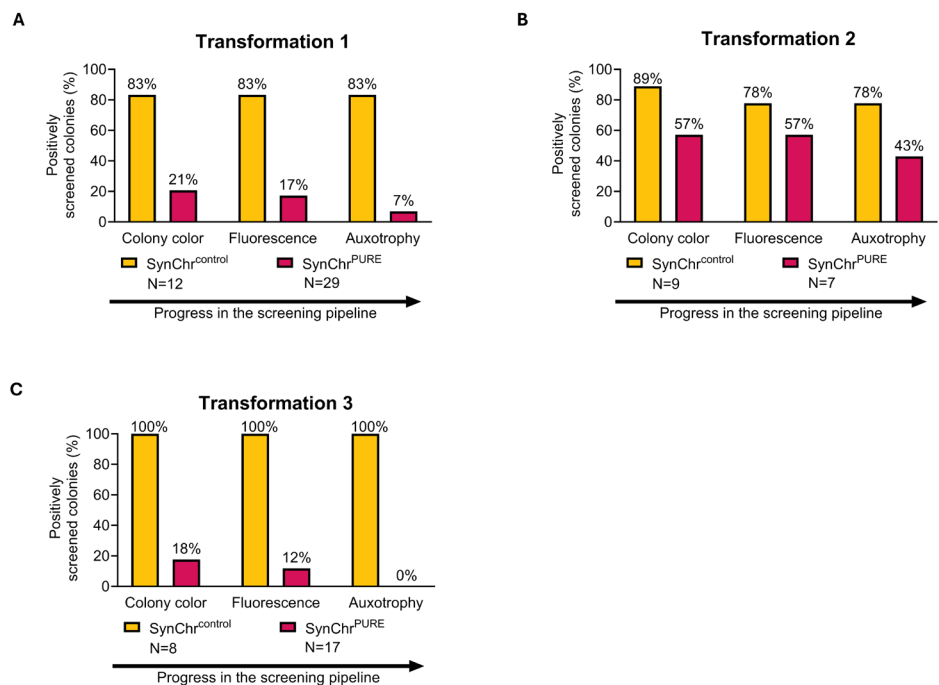 A
Transformation 1
Positively
screened colonies (%)
100
80
60
40
20
0
83%
21%
83%
17%
83%
7%
Colony color
Fluorescence
Auxotrophy
SynChrcontrol
N=12
SynChrPURE
N=29
Progress in the screening pipeline
B
Transformation 2
Positively
screened colonies (%)
100
80
60
40
20
0
89%
57%
78%
57%
78%
43%
Colony color
Fluorescence
Auxotrophy
SynChrcontrol
N=9
SynChrPURE
N=7
Progress in the screening pipeline
C
Transformation 3
Positively
screened colonies (%)
100
80
60
40
20
0
100%
18%
100%
12%
100%
0%
Colony color
Fluorescence
Auxotrophy
SynChrcontrol
N=8
SynChrPURE
N=17
Progress in the screening pipeline